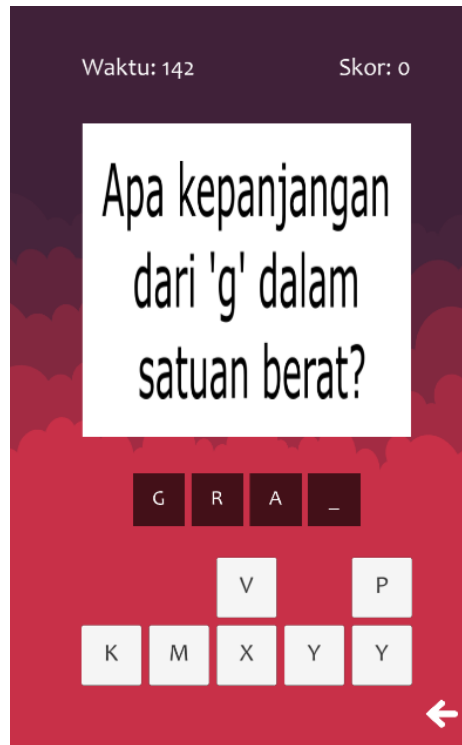 Waktu: 142 Skor: 0
Apa kepanjangan
dari 'g' dalam
satuan berat?
G R A _
V P
K M X Y Y